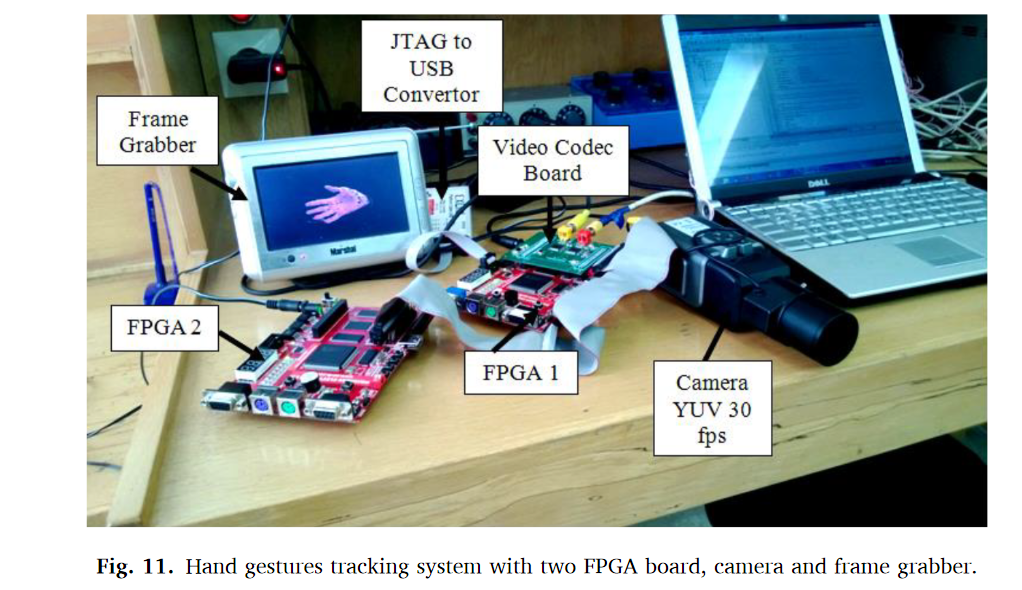 JTAG to
USB
Convertor
Frame
Grabber
Video Codec
Board
DELL
Marshal
FPGA 2
FPGA 1
Camera
YUV 30
fps
Fig. 11. Hand gestures tracking system with two FPGA board, camera and frame grabber.